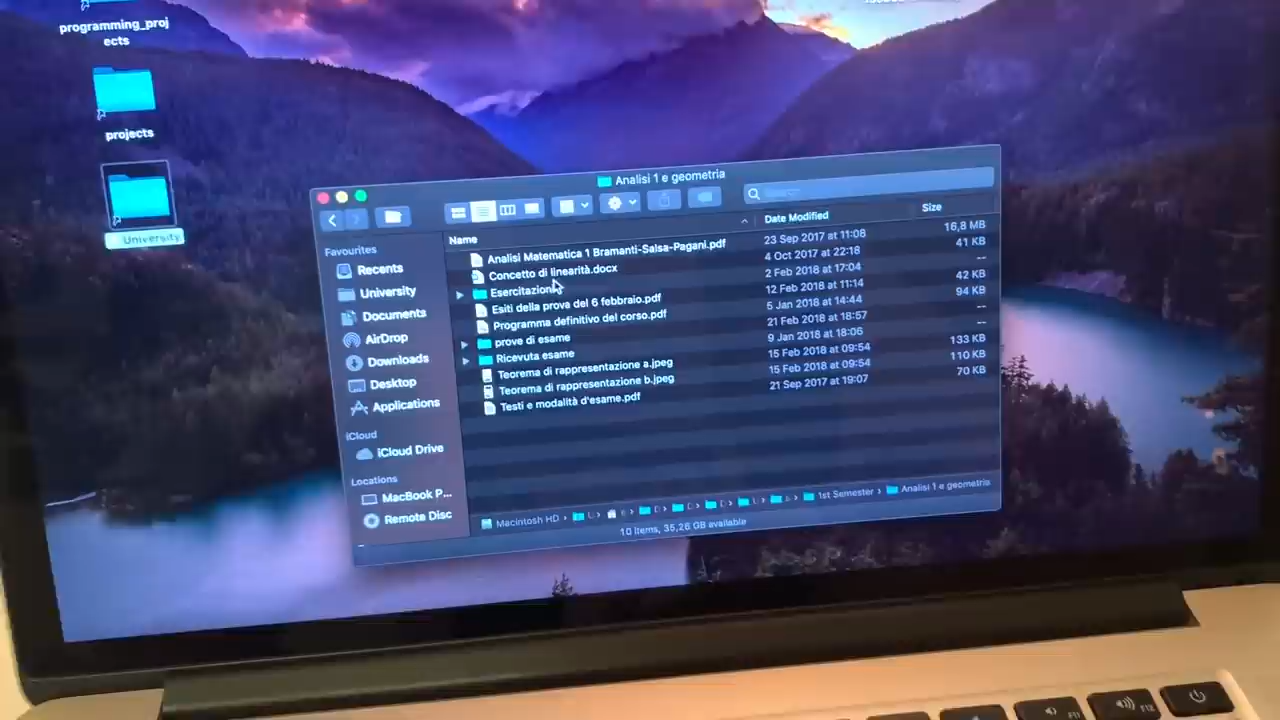 programming_proj
ects
projects
University
Analisi 1 e geometria
Search
Favourites
Recents
University
Documents
AirDrop
Downloads
Desktop
Applications
iCloud
iCloud Drive
Locations
MacBook P...
Remote Disc
Name Date Modified Size
Analisi Matematica 1 Bramanti-Salsa-Pagani.pdf 23 Sep 2017 at 11:08 16,8 MB
Concetto di linearità.docx 4 Oct 2017 at 22:18 41 KB
Esercitazioni 2 Feb 2018 at 17:04 --
Esiti della prova del 6 febbraio.pdf 12 Feb 2018 at 11:14 42 KB
Programma definitivo del corso.pdf 5 Jan 2018 at 14:44 94 KB
prove di esame 21 Feb 2018 at 18:57 --
Ricevuta esame 9 Jan 2018 at 18:06 --
Teorema di rappresentazione a.jpeg 15 Feb 2018 at 09:54 133 KB
Teorema di rappresentazione b.jpeg 15 Feb 2018 at 09:54 110 KB
Testi e modalità d'esame.pdf 21 Sep 2017 at 19:07 70 KB
Macintosh HD › 1st Semester › Analisi 1 e geometria
10 items, 35,26 GB available
F11 F12